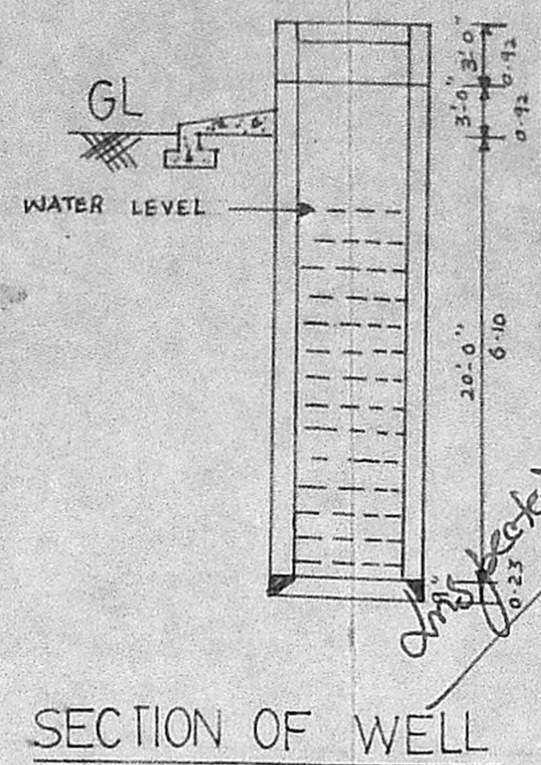 GL
3'-0"
0.92
3'-0"
0.92
WATER LEVEL
20'-0"
6.10
0.23
SECTION OF WELL